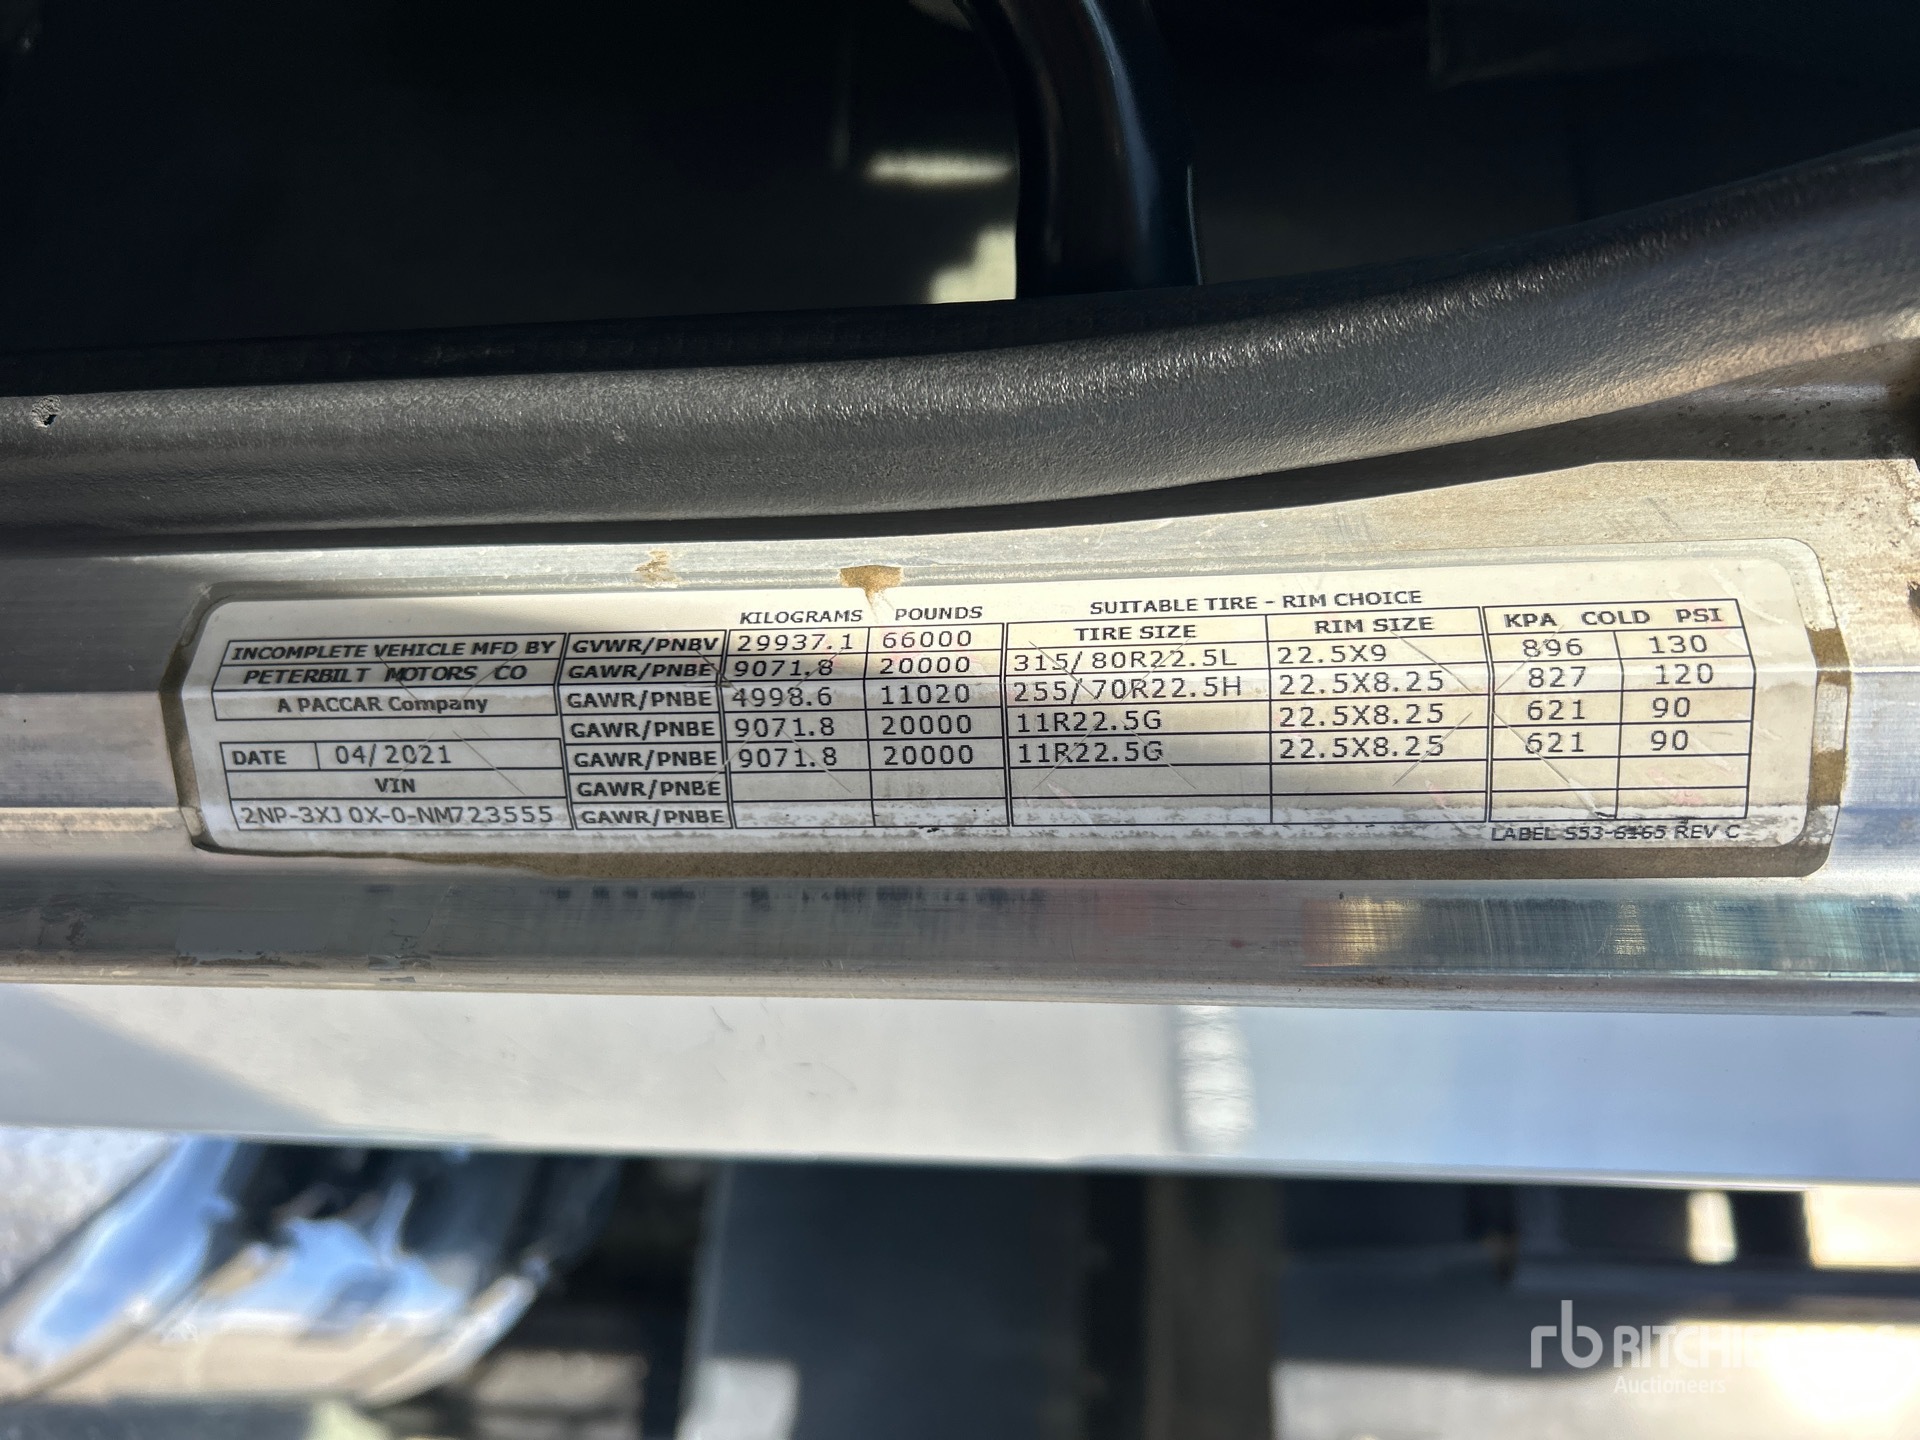 KILOGRAMS POUNDS SUITABLE TIRE - RIM CHOICE
INCOMPLETE VEHICLE MFD BY GVWR/PNBV 29937.1 66000 TIRE SIZE RIM SIZE KPA COLD PSI
PETERBILT MOTORS CO GAWR/PNBE 9071.8 20000 315/80R22.5L 22.5X9 896 130
A PACCAR Company GAWR/PNBE 4998.6 11020 255/70R22.5H 22.5X8.25 827 120
GAWR/PNBE 9071.8 20000 11R22.5G 22.5X8.25 621 90
DATE 04/2021 GAWR/PNBE 9071.8 20000 11R22.5G 22.5X8.25 621 90
VIN GAWR/PNBE
2NP-3XJ0X-0-NM723555 GAWR/PNBE
LABEL S53-6165 REV C
rb RITCHIE
Auctioneers